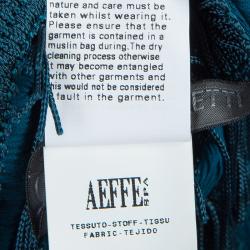 nature and care must be
taken whilst wearing it.
Please ensure the
garment is contained in a
muslin bag during. The dry
cleaning process otherwise
it may become entangled
with other garments and
this would not be considered
a fault in the garment.
ETT
AEFFE SPA
TESSUTO-STOFF-TISSU
FABRIC-TEJIDO